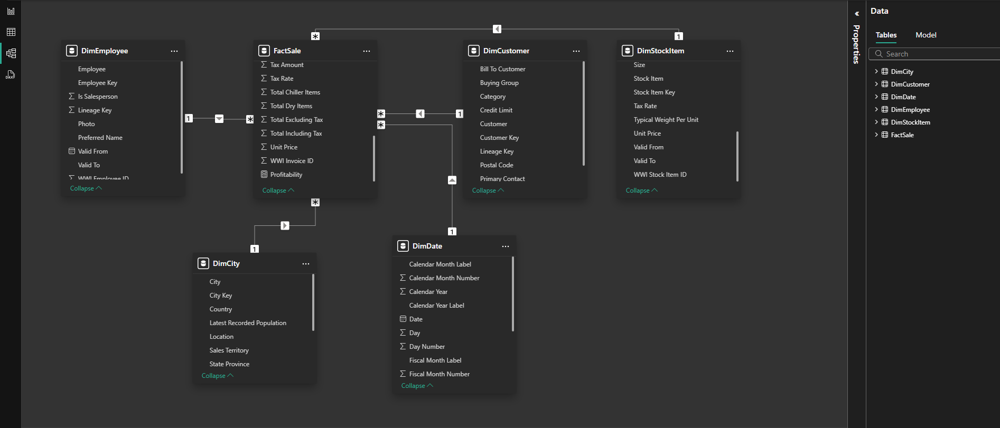 DimEmployee
Employee
Employee Key
Is Salesperson
Lineage Key
Photo
Preferred Name
Valid From
Valid To
WWI Employee ID
Collapse
FactSale
Tax Amount
Tax Rate
Total Chiller Items
Total Dry Items
Total Excluding Tax
Total Including Tax
Unit Price
WWI Invoice ID
Profitability
Collapse
DimCustomer
Bill To Customer
Buying Group
Category
Credit Limit
Customer
Customer Key
Lineage Key
Postal Code
Primary Contact
Collapse
DimStockItem
Size
Stock Item
Stock Item Key
Tax Rate
Typical Weight Per Unit
Unit Price
Valid From
Valid To
WWI Stock Item ID
Collapse
* 1
1 *
* 1
*
* 1
1
DimCity
City
City Key
Country
Latest Recorded Population
Location
Sales Territory
State Province
Collapse
DimDate
Calendar Month Label
Calendar Month Number
Calendar Year
Calendar Year Label
Date
Day
Day Number
Fiscal Month Label
Fiscal Month Number
Collapse
DAX
Properties
Data
Tables Model
Search
DimCity
DimCustomer
DimDate
DimEmployee
DimStockItem
FactSale